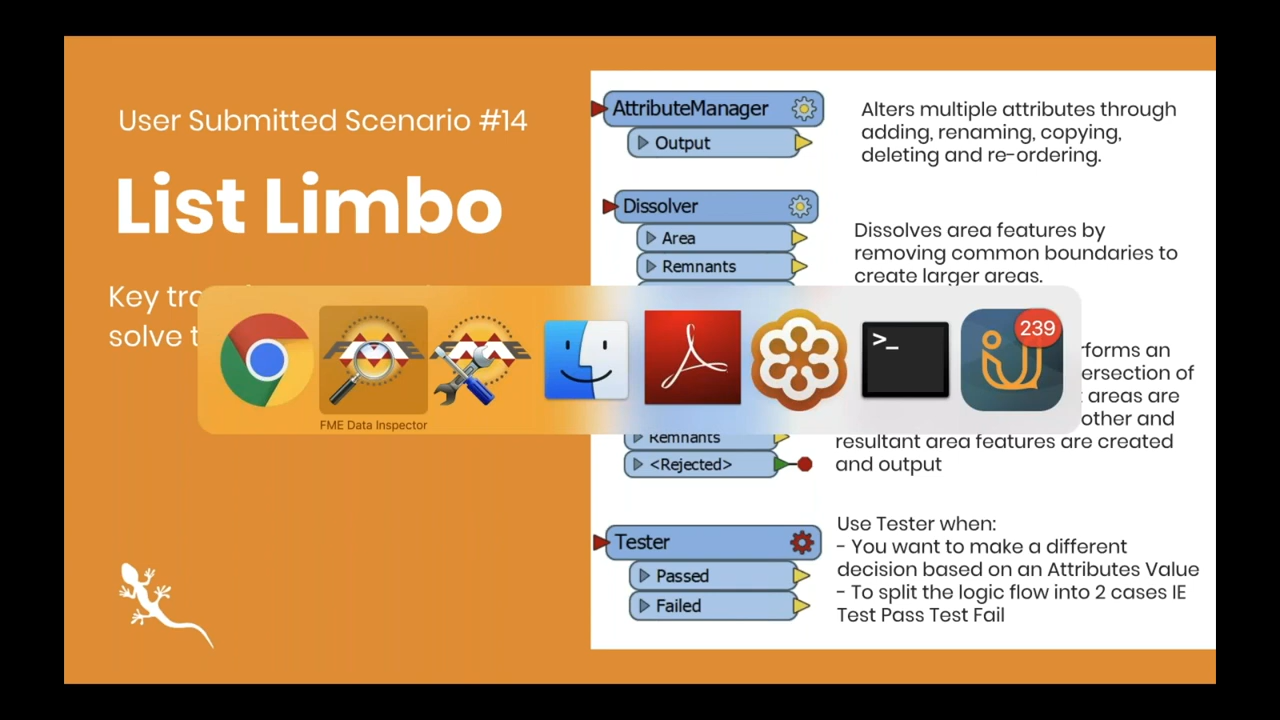 User Submitted Scenario #14
List Limbo
Key
solve
AttributeManager
Output
Alters multiple attributes through
adding, renaming, copying,
deleting and re-ordering.
Dissolver
Area
Remnants
Dissolves area features by
removing common boundaries to
create larger areas.
239
FME Data Inspector
>_
an
of
areas are
other and
Remnants
<Rejected>
resultant area features are created
and output
Tester
Passed
Failed
Use Tester when:
- You want to make a different
decision based on an Attributes Value
- To split the logic flow into 2 cases IE
Test Pass Test Fail